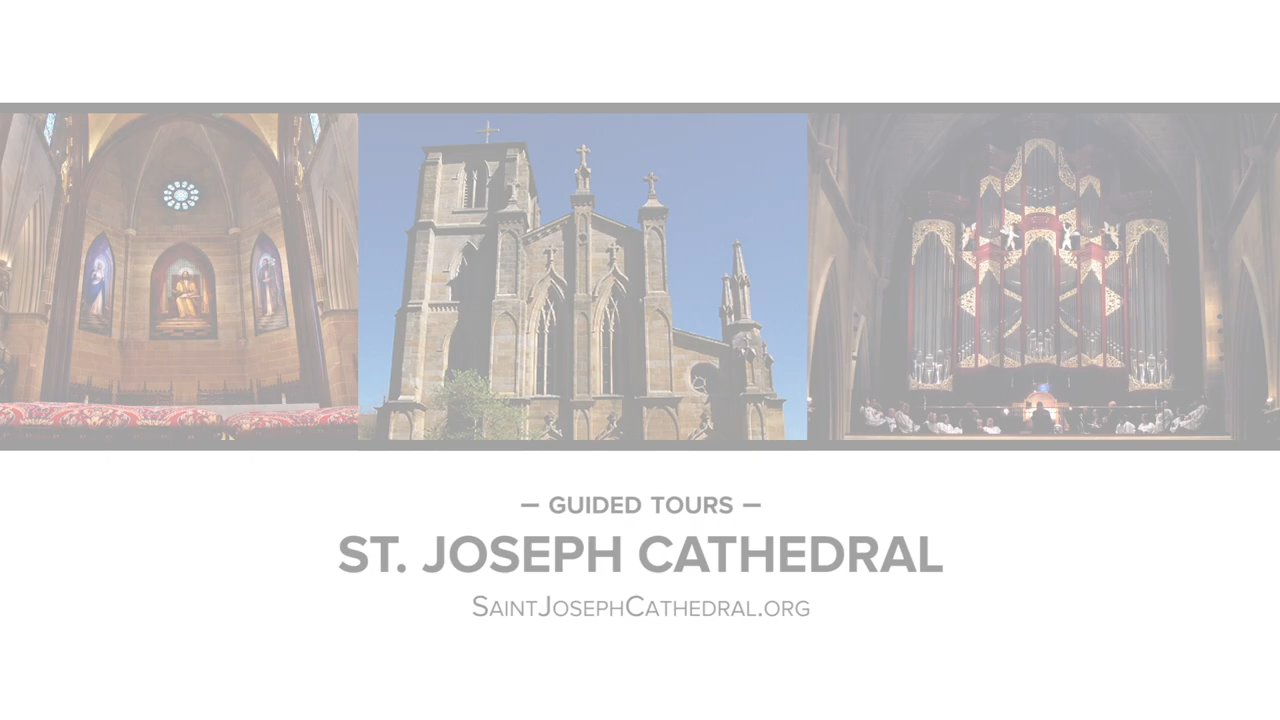 – GUIDED TOURS –
ST. JOSEPH CATHEDRAL
SAINTJOSEPHCATHEDRAL.ORG